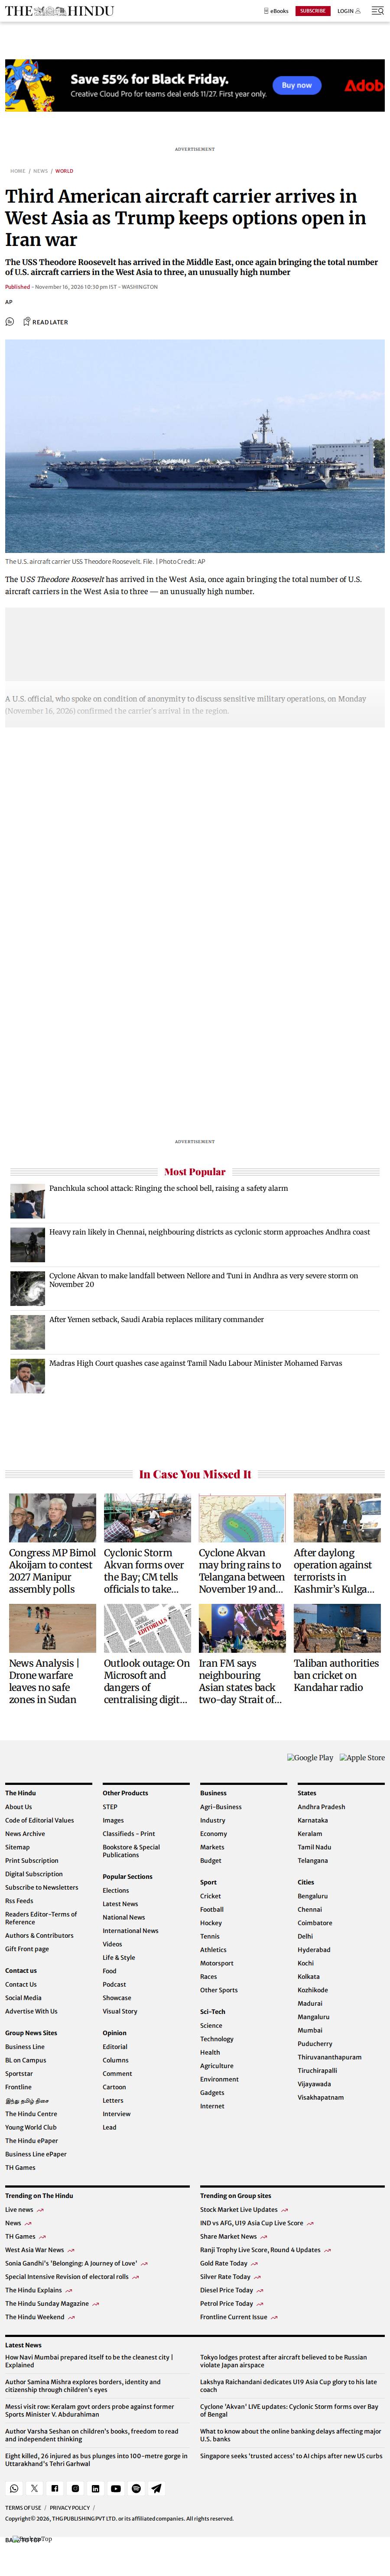 THE HINDU
eBooks
SUBSCRIBE
LOGIN
Save 55% for Black Friday.
Creative Cloud Pro for daily creators. Great deals end 11/27. First year only.
Buy now
Adobe
ADVERTISEMENT
HOME / NEWS / WORLD
Third American aircraft carrier arrives in
West Asia as Trump keeps options open in
Iran war
The USS Theodore Roosevelt has arrived in the Middle East, once again bringing the total number
of U.S. aircraft carriers in the West Asia to three, an unusually high number
Published - November 16, 2026 10:30 pm IST - WASHINGTON
AP
READ LATER
The U.S. aircraft carrier USS Theodore Roosevelt. File. | Photo Credit: AP
The USS Theodore Roosevelt has arrived in the West Asia, once again bringing the total number of U.S.
aircraft carriers in the West Asia to three — an unusually high number.
A U.S. official, who spoke on condition of anonymity to discuss sensitive military operations, on Monday
(November 16, 2026) confirmed the carrier's arrival in the region.
ADVERTISEMENT
Most Popular
Panchkula school attack: Ringing the school bell, raising a safety alarm
Heavy rain likely in Chennai, neighbouring districts as cyclonic storm approaches Andhra coast
Cyclone Akvan to make landfall between Nellore and Tuni in Andhra as very severe storm on
November 20
After Yemen setback, Saudi Arabia replaces military commander
Madras High Court quashes case against Tamil Nadu Labour Minister Mohamed Farvas
In Case You Missed It
Congress MP Bimol
Akoijam to contest
2027 Manipur
assembly polls
Cyclonic Storm
Akvan forms over
the Bay; CM tells
officials to take...
Cyclone Akvan
may bring rains to
Telangana between
November 19 and...
After daylong
operation against
terrorists in
Kashmir's Kulga...
EDITORIALS
News Analysis |
Drone warfare
leaves no safe
zones in Sudan
Outlook outage: On
Microsoft and
dangers of
centralising digit...
Iran FM says
neighbouring
Asian states back
two-day Strait of...
Taliban authorities
ban cricket on
Kandahar radio
Google Play
Apple Store
The Hindu
About Us
Code of Editorial Values
News Archive
Sitemap
Print Subscription
Digital Subscription
Subscribe to Newsletters
Rss Feeds
Readers Editor-Terms of
Reference
Authors & Contributors
Gift Front page
Contact us
Contact Us
Social Media
Advertise With Us
Group News Sites
Business Line
BL on Campus
Sportstar
Frontline
இந்து தமிழ் திசை
The Hindu Centre
Young World Club
The Hindu ePaper
Business Line ePaper
TH Games
Other Products
STEP
Images
Classifieds - Print
Bookstore & Special
Publications
Popular Sections
Elections
Latest News
National News
International News
Videos
Life & Style
Food
Podcast
Showcase
Visual Story
Opinion
Editorial
Columns
Comment
Cartoon
Letters
Interview
Lead
Business
Agri-Business
Industry
Economy
Markets
Budget
Sport
Cricket
Football
Hockey
Tennis
Athletics
Motorsport
Races
Other Sports
Sci-Tech
Science
Technology
Health
Agriculture
Environment
Gadgets
Internet
States
Andhra Pradesh
Karnataka
Keralam
Tamil Nadu
Telangana
Cities
Bengaluru
Chennai
Coimbatore
Delhi
Hyderabad
Kochi
Kolkata
Kozhikode
Madurai
Mangaluru
Mumbai
Puducherry
Thiruvananthapuram
Tiruchirapalli
Vijayawada
Visakhapatnam
Trending on The Hindu
Live news
News
TH Games
West Asia War News
Sonia Gandhi's 'Belonging: A Journey of Love'
Special Intensive Revision of electoral rolls
The Hindu Explains
The Hindu Sunday Magazine
The Hindu Weekend
Trending on Group sites
Stock Market Live Updates
IND vs AFG, U19 Asia Cup Live Score
Share Market News
Ranji Trophy Live Score, Round 4 Updates
Gold Rate Today
Silver Rate Today
Diesel Price Today
Petrol Price Today
Frontline Current Issue
Latest News
How Navi Mumbai prepared itself to be the cleanest city |
Explained
Tokyo lodges protest after aircraft believed to be Russian
violate Japan airspace
Author Samina Mishra explores borders, identity and
citizenship through children's eyes
Lakshya Raichandani dedicates U19 Asia Cup glory to his late
coach
Messi visit row: Keralam govt orders probe against former
Sports Minister V. Abdurahiman
Cyclone 'Akvan' LIVE updates: Cyclonic Storm forms over Bay
of Bengal
Author Varsha Seshan on children's books, freedom to read
and independent thinking
What to know about the online banking delays affecting major
U.S. banks
Eight killed, 26 injured as bus plunges into 100-metre gorge in
Uttarakhand's Tehri Garhwal
Singapore seeks 'trusted access' to AI chips after new US curbs
TERMS OF USE / PRIVACY POLICY /
Copyright© 2026, THG PUBLISHING PVT LTD. or its affiliated companies. All rights reserved.
BACK TO TOP